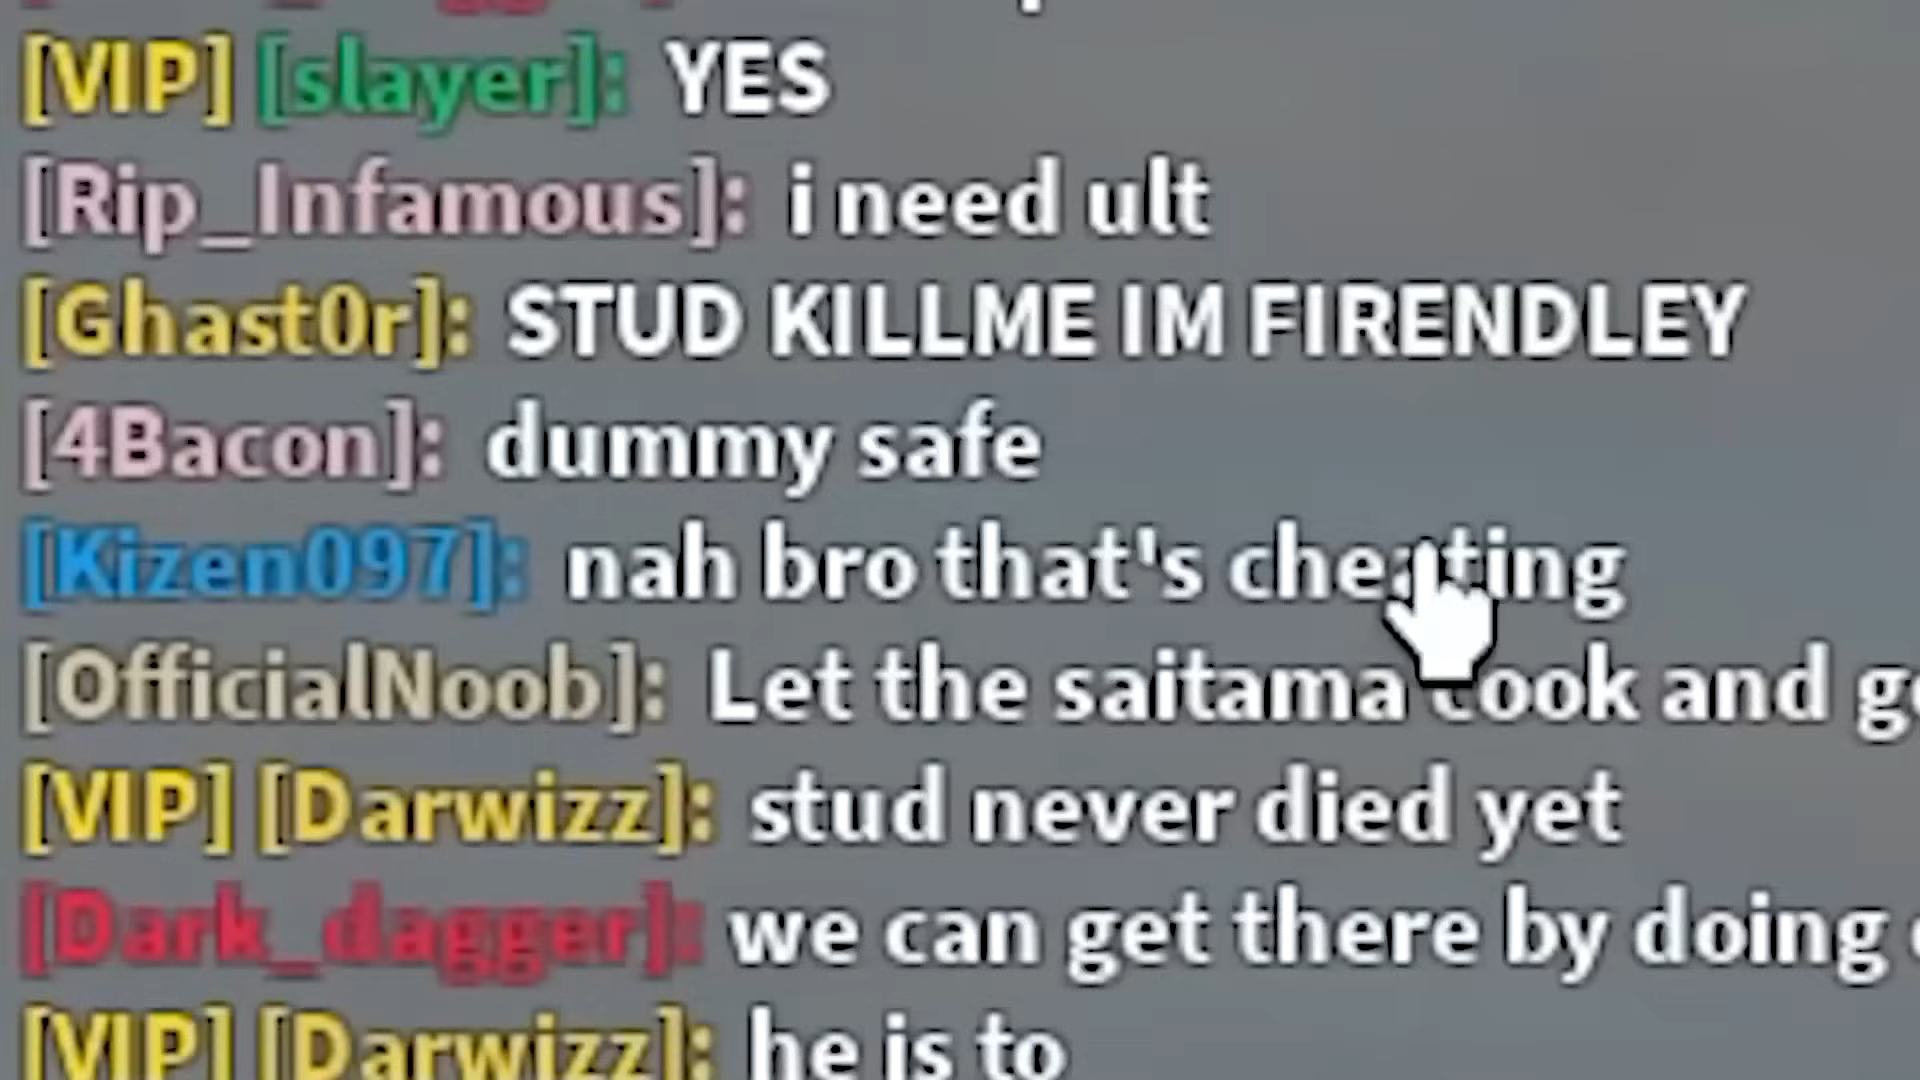 [VIP] [slayer]: YES
[Rip_Infamous]: i need ult
[Ghast0r]: STUD KILLME IM FIRENDLEY
[4Bacon]: dummy safe
[Kizen097]: nah bro that's cheating
[OfficialNoob]: Let the saitama cook and
[VIP] [Darwizz]: stud never died yet
[Dark_dagger]: we can get there by doing
[VIP] [Darwizz]: he is to